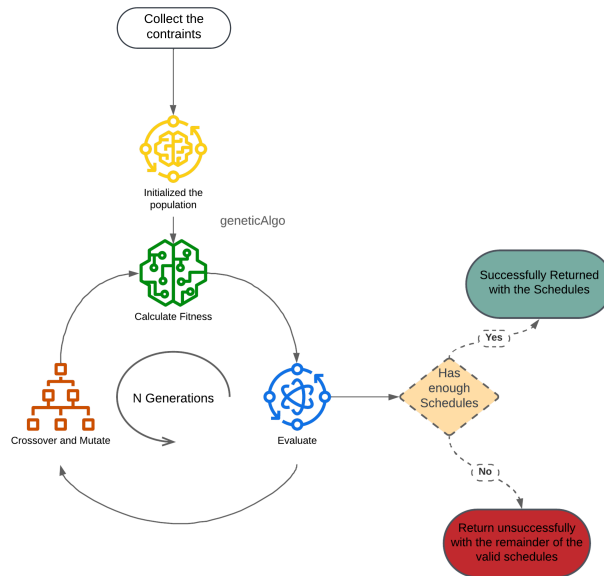 Collect the
contraints
Initialized the
population
geneticAlgo
Calculate Fitness
Successfully Returned
with the Schedules
Yes
Has
enough
Schedules
N Generations
Crossover and Mutate
Evaluate
No
Return unsuccessfully
with the remainder of the
valid schedules